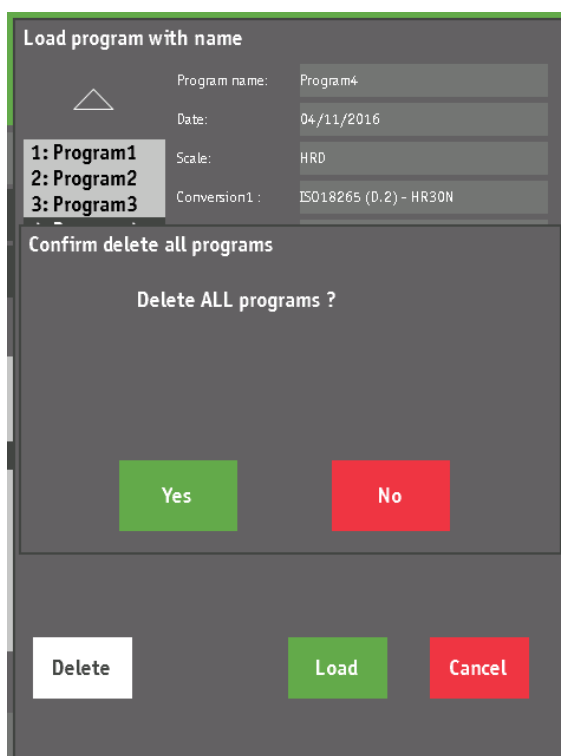 Load program with name
Program name: Program4
Date: 04/11/2016
1: Program1
Scale: HRD
2: Program2
3: Program3
Conversion1 : ISO18265 (D.2) - HR30N
Confirm delete all programs
Delete ALL programs ?
Yes No
Delete Load Cancel